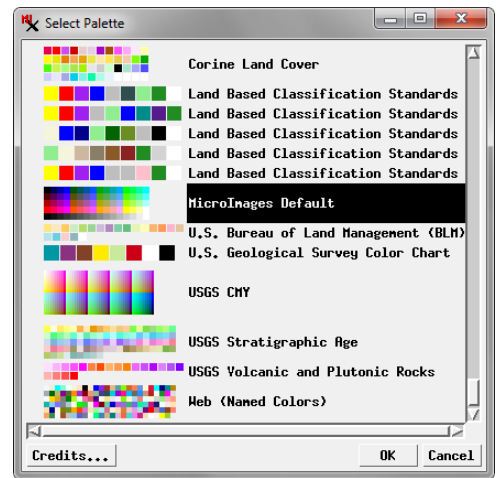 Select Palette
Corine Land Cover
Land Based Classification Standards
Land Based Classification Standards
Land Based Classification Standards
Land Based Classification Standards
Land Based Classification Standards
MicroImages Default
U.S. Bureau of Land Management (BLM)
U.S. Geological Survey Color Chart
USGS CMY
USGS Stratigraphic Age
USGS Volcanic and Plutonic Rocks
Web (Named Colors)
Credits... OK Cancel